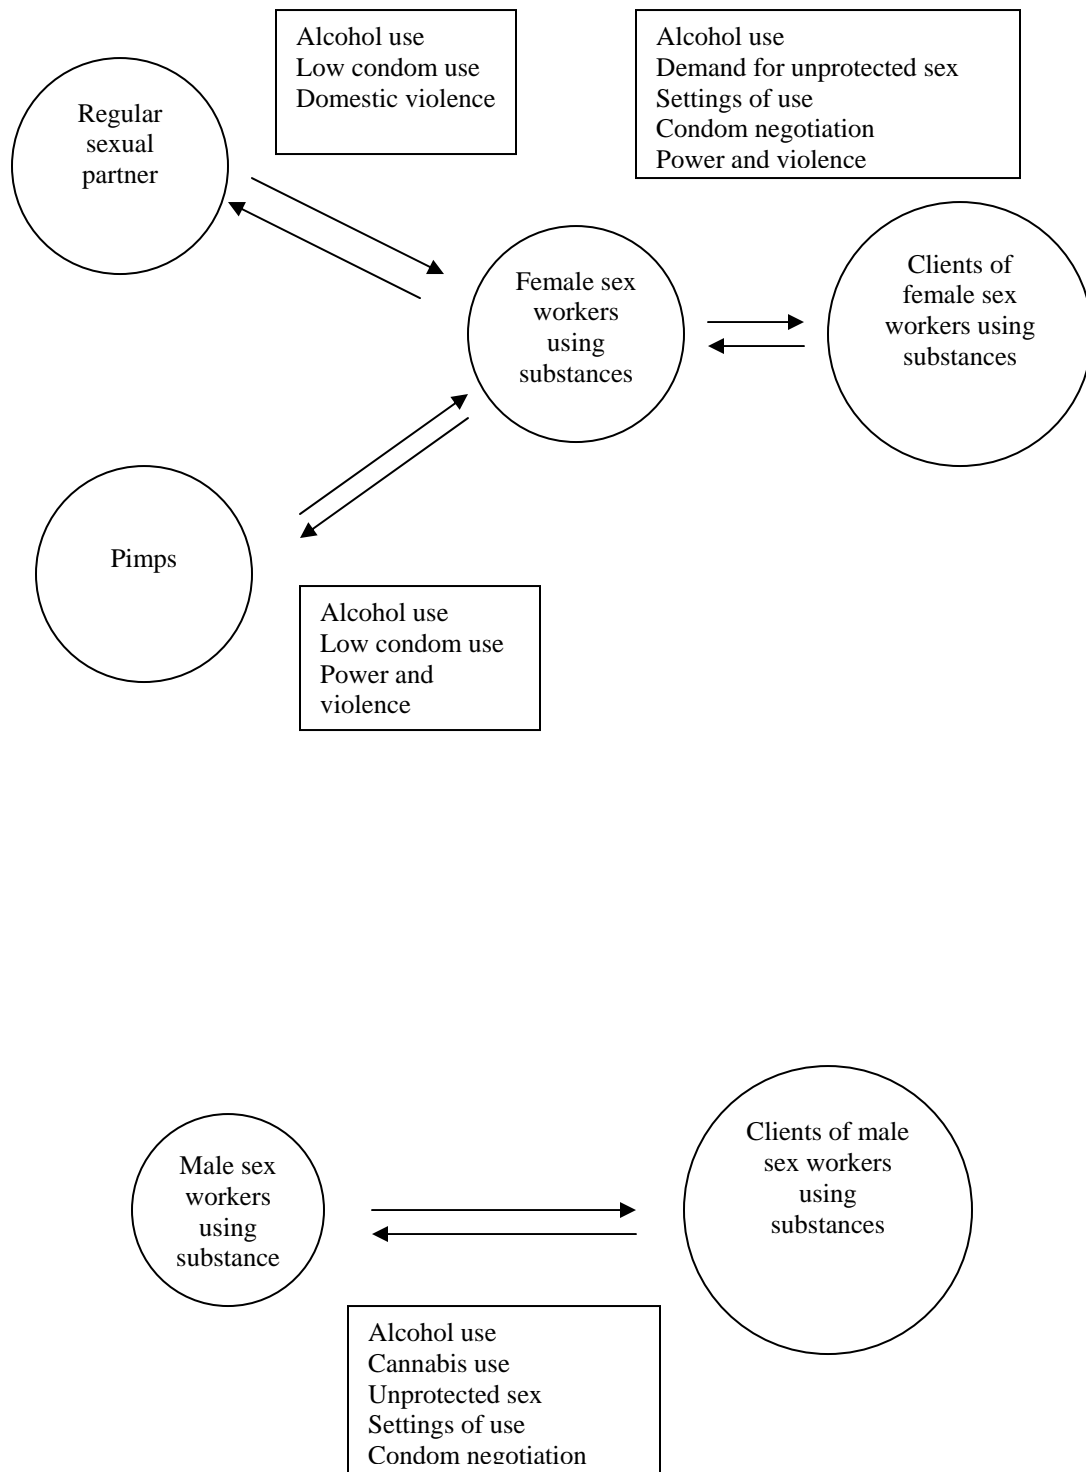 Alcohol use
Low condom use
Domestic violence
Alcohol use
Demand for unprotected sex
Settings of use
Condom negotiation
Power and violence
Regular
sexual
partner
Female sex
workers
using
substances
Clients of
female sex
workers using
substances
Pimps
Alcohol use
Low condom use
Power and
violence
Male sex
workers
using
substance
Clients of male
sex workers
using
substances
Alcohol use
Cannabis use
Unprotected sex
Settings of use
Condom negotiation